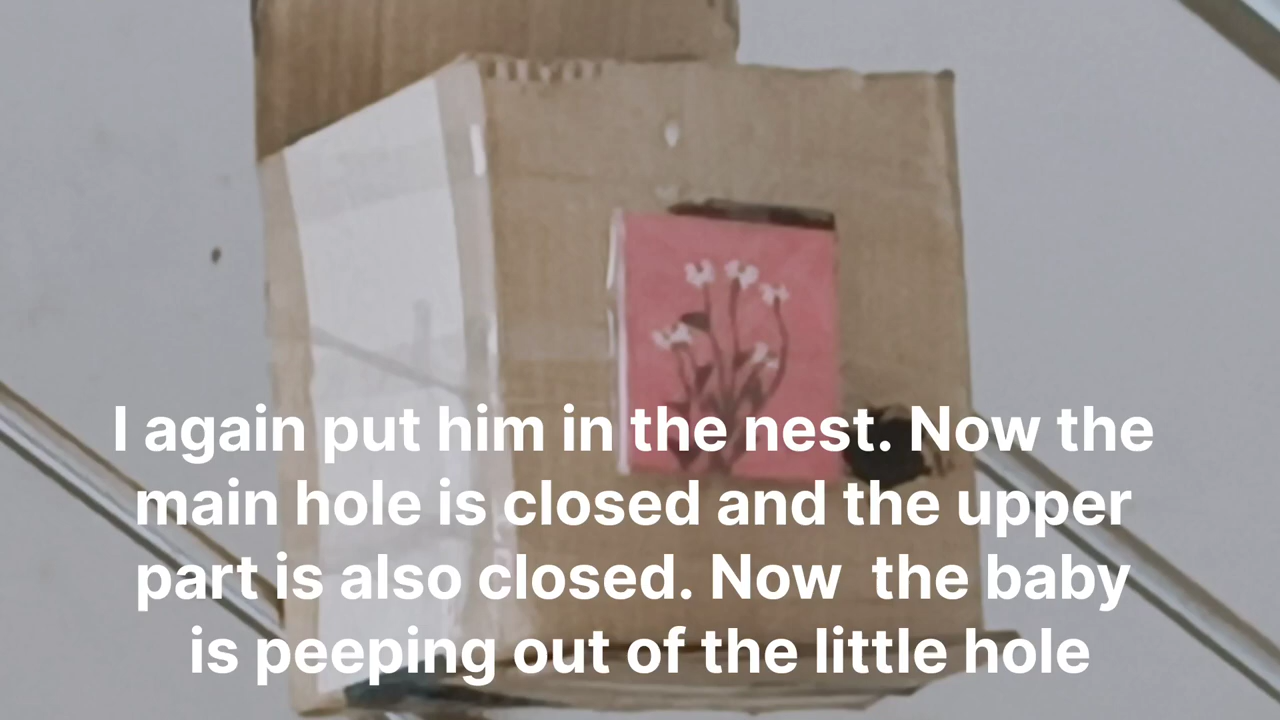 I again put him in the nest. Now the
main hole is closed and the upper
part is also closed. Now  the baby
is peeping out of the little hole